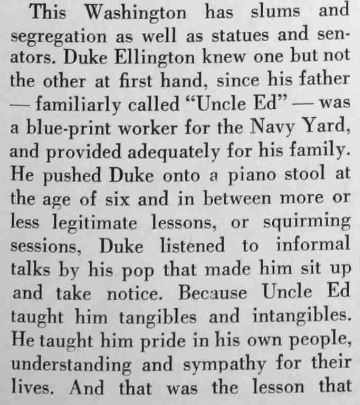 This Washington has slums and
segregation as well as statues and sen-
ators. Duke Ellington knew one but not
the other at first hand, since his father
— familiarly called "Uncle Ed" — was
a blue-print worker for the Navy Yard,
and provided adequately for his family.
He pushed Duke onto a piano stool at
the age of six and in between more or
less legitimate lessons, or squirming
sessions, Duke listened to informal
talks by his pop that made him sit up
and take notice. Because Uncle Ed
taught him tangibles and intangibles.
He taught him pride in his own people,
understanding and sympathy for their
lives. And that was the lesson that